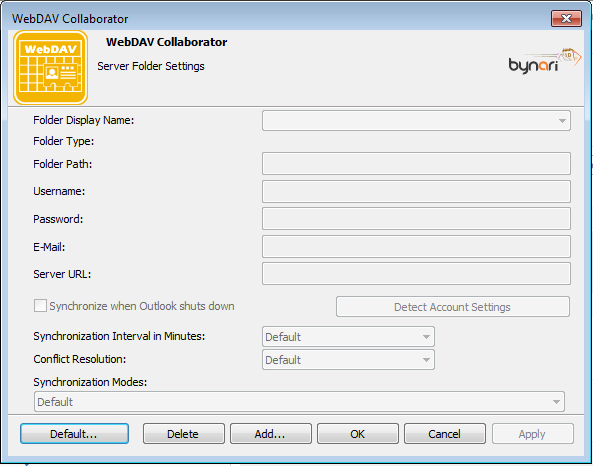 WebDAV Collaborator
WebDAV
WebDAV Collaborator
Server Folder Settings
bynari
Folder Display Name:
Folder Type:
Folder Path:
Username:
Password:
E-Mail:
Server URL:
Synchronize when Outlook shuts down
Detect Account Settings
Synchronization Interval in Minutes:
Default
Conflict Resolution:
Default
Synchronization Modes:
Default
Default...
Delete
Add...
OK
Cancel
Apply